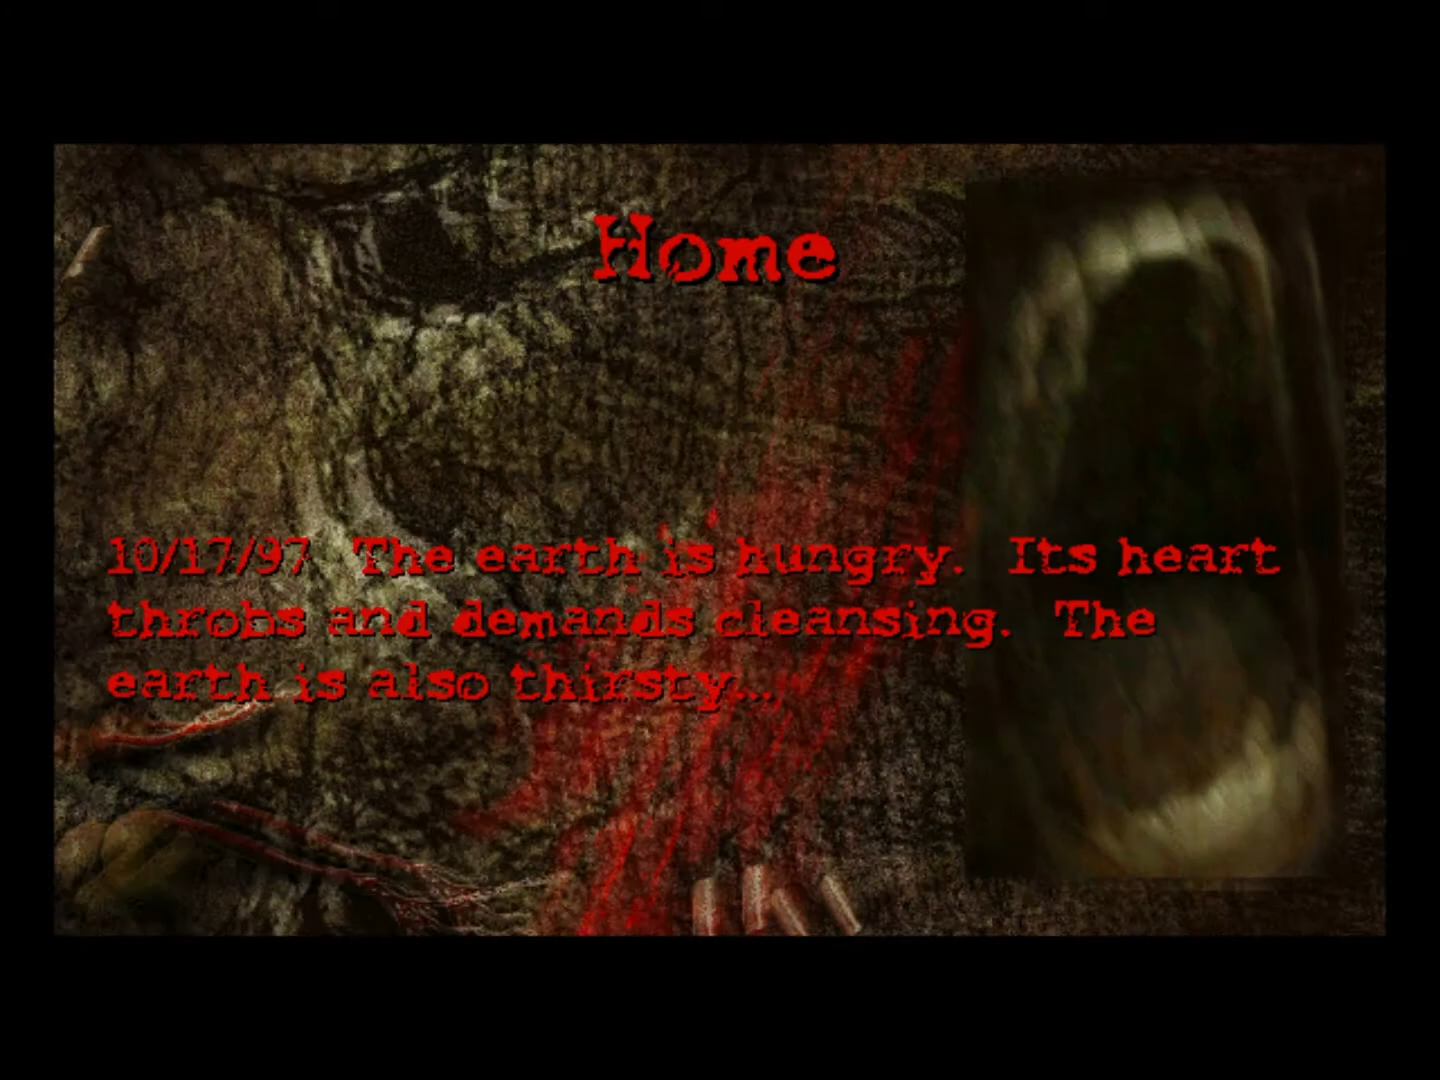 Home
10/17/97  The earth is hungry.  Its heart
throbs and demands cleansing.  The
earth is also thirsty...